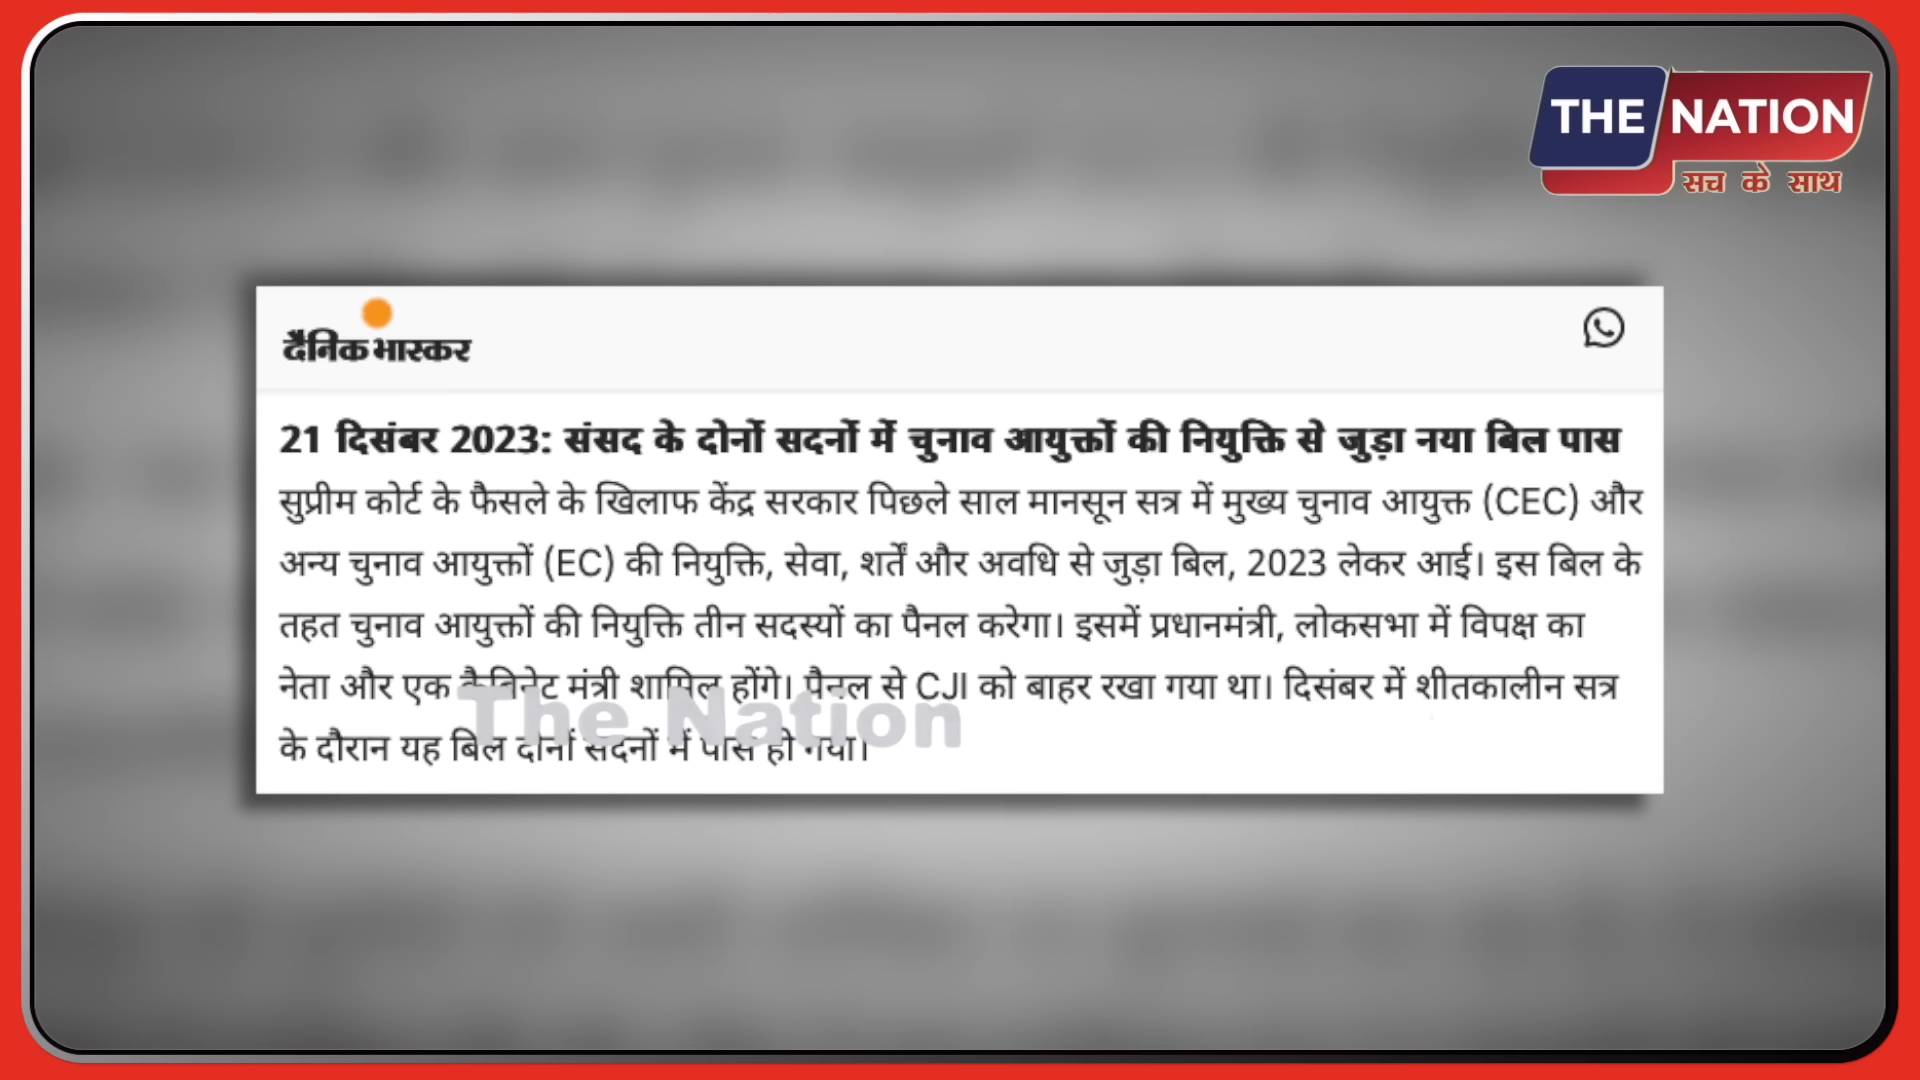 THE NATION
सच के साथ
दैनिक भास्कर
21 दिसंबर 2023: संसद के दोनों सदनों में चुनाव आयुक्तों की नियुक्ति से जुड़ा नया बिल पास
सुप्रीम कोर्ट के फैसले के खिलाफ केंद्र सरकार पिछले साल मानसून सत्र में मुख्य चुनाव आयुक्त (CEC) और
अन्य चुनाव आयुक्तों (EC) की नियुक्ति, सेवा, शर्तें और अवधि से जुड़ा बिल, 2023 लेकर आई। इस बिल के
तहत चुनाव आयुक्तों की नियुक्ति तीन सदस्यों का पैनल करेगा। इसमें प्रधानमंत्री, लोकसभा में विपक्ष का
नेता और एक कैबिनेट मंत्री शामिल होंगे। पैनल से CJI को बाहर रखा गया था। दिसंबर में शीतकालीन सत्र
The Nation
के दौरान यह बिल दोनों सदनों में पास हो गया।